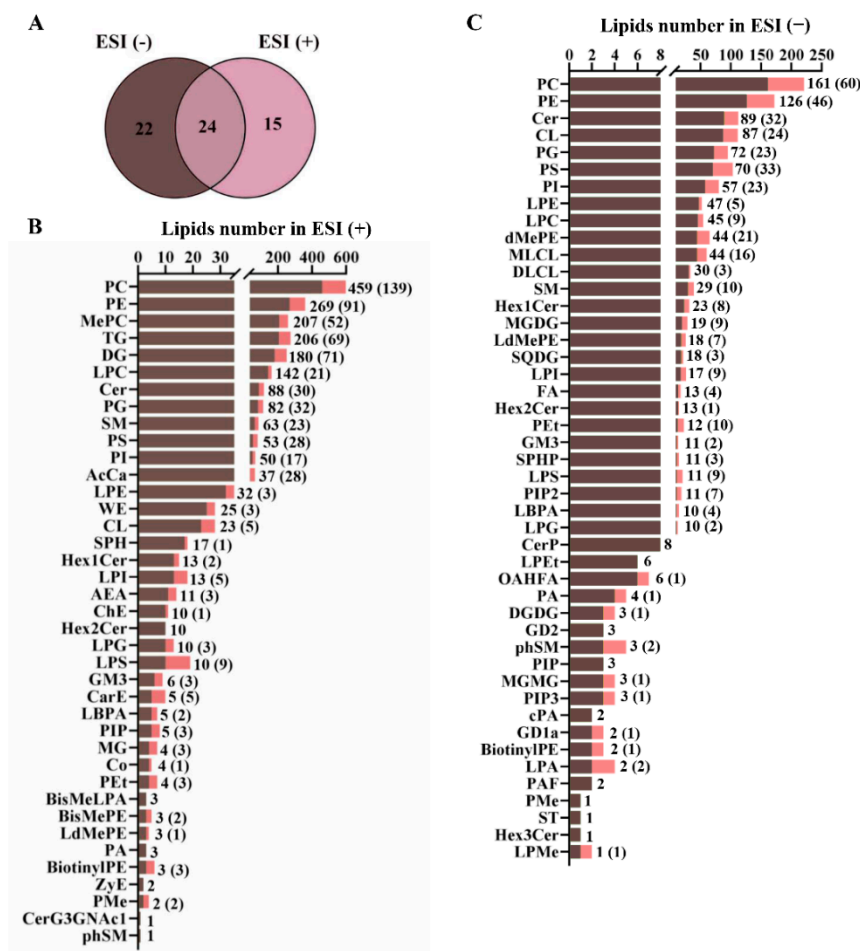 A
ESI (-)
ESI (+)
22
24
15
B
Lipids number in ESI (+)
0 10 20 30 200 400 600
PC 459 (139)
PE 269 (91)
MePC 207 (52)
TG 206 (69)
DG 180 (71)
LPC 142 (21)
Cer 88 (30)
PG 82 (32)
SM 63 (23)
PS 53 (28)
PI 50 (17)
AcCa 37 (28)
LPE 32 (3)
WE 25 (3)
CL 23 (5)
SPH 17 (1)
Hex1Cer 13 (2)
LPI 13 (5)
AEA 11 (3)
ChE 10 (1)
Hex2Cer 10
LPG 10 (3)
LPS 10 (9)
GM3 6 (3)
CarE 5 (5)
LBPA 5 (2)
PIP 5 (3)
MG 4 (3)
Co 4 (1)
PEt 4 (3)
BisMeLPA 3
BisMePE 3 (2)
LdMePE 3 (1)
PA 3
BiotinylPE 3 (3)
ZyE 2
PMe 2 (2)
CerG3GNAc1 1
phSM 1
C
Lipids number in ESI (−)
0 2 4 6 8 50 100 150 200 250
PC 161 (60)
PE 126 (46)
Cer 89 (32)
CL 87 (24)
PG 72 (23)
PS 70 (33)
PI 57 (23)
LPE 47 (5)
LPC 45 (9)
dMePE 44 (21)
MLCL 44 (16)
DLCL 30 (3)
SM 29 (10)
Hex1Cer 23 (8)
MGDG 19 (9)
LdMePE 18 (7)
SQDG 18 (3)
LPI 17 (9)
FA 13 (4)
Hex2Cer 13 (1)
PEt 12 (10)
GM3 11 (2)
SPHP 11 (3)
LPS 11 (9)
PIP2 11 (7)
LBPA 10 (4)
LPG 10 (2)
CerP 8
LPEt 6
OAHFA 6 (1)
PA 4 (1)
DGDG 3 (1)
GD2 3
phSM 3 (2)
PIP 3
MGMG 3 (1)
PIP3 3 (1)
cPA 2
GD1a 2 (1)
BiotinylPE 2 (1)
LPA 2 (2)
PAF 2
PMe 1
ST 1
Hex3Cer 1
LPMe 1 (1)